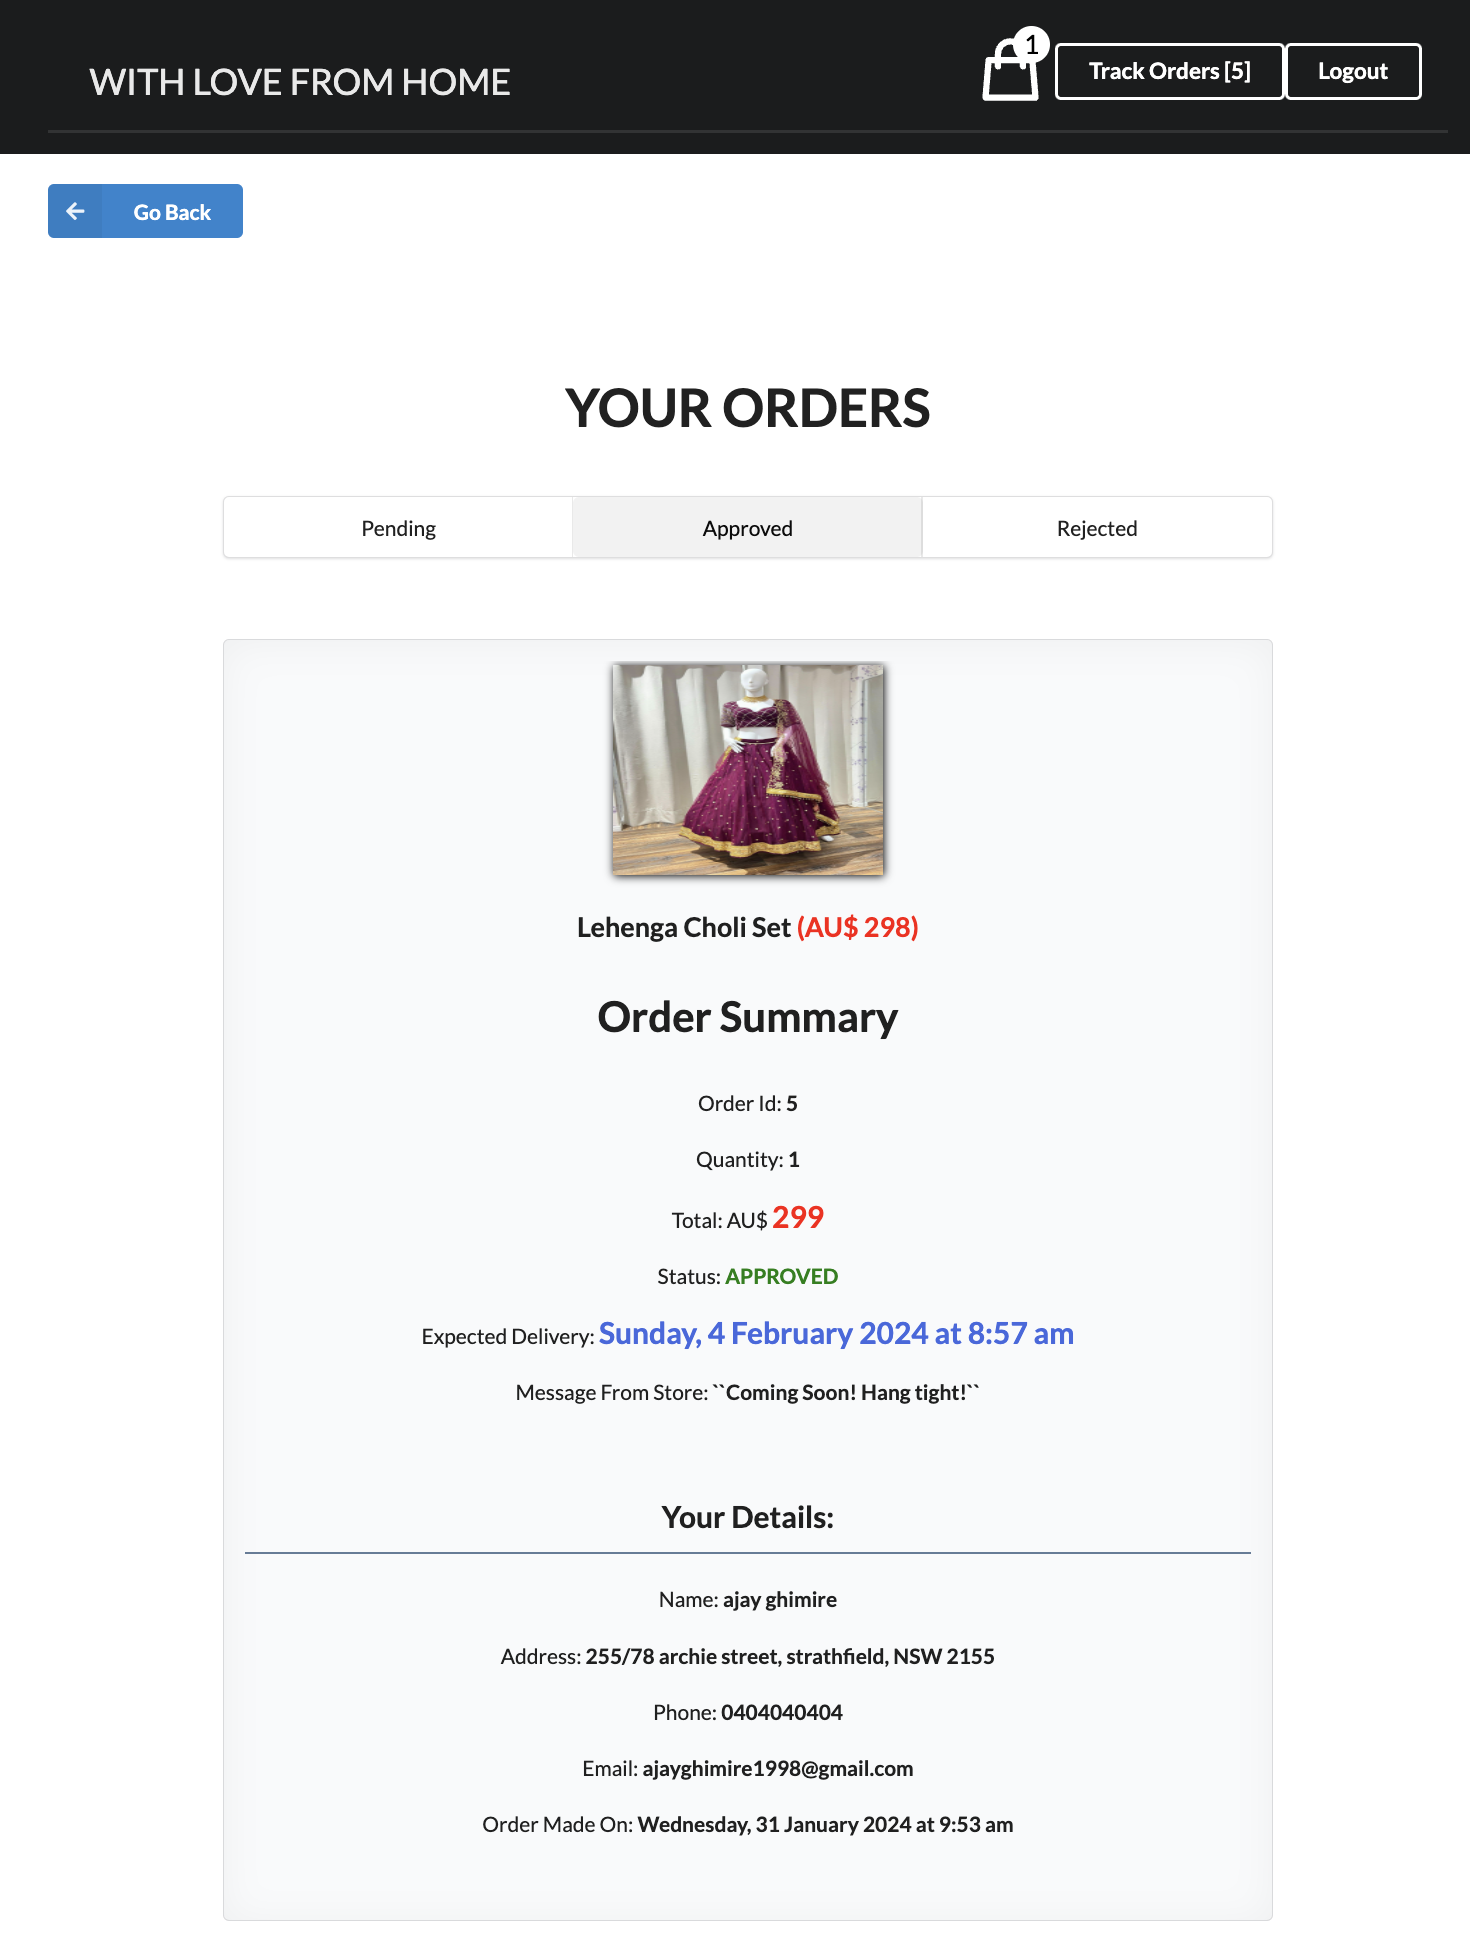 WITH LOVE FROM HOME
1
Track Orders [5]
Logout
Go Back
YOUR ORDERS
Pending
Approved
Rejected
Lehenga Choli Set (AU$ 298)
Order Summary
Order Id: 5
Quantity: 1
Total: AU$ 299
Status: APPROVED
Expected Delivery: Sunday, 4 February 2024 at 8:57 am
Message From Store: ``Coming Soon! Hang tight!``
Your Details:
Name: ajay ghimire
Address: 255/78 archie street, strathfield, NSW 2155
Phone: 0404040404
Email: ajayghimire1998@gmail.com
Order Made On: Wednesday, 31 January 2024 at 9:53 am